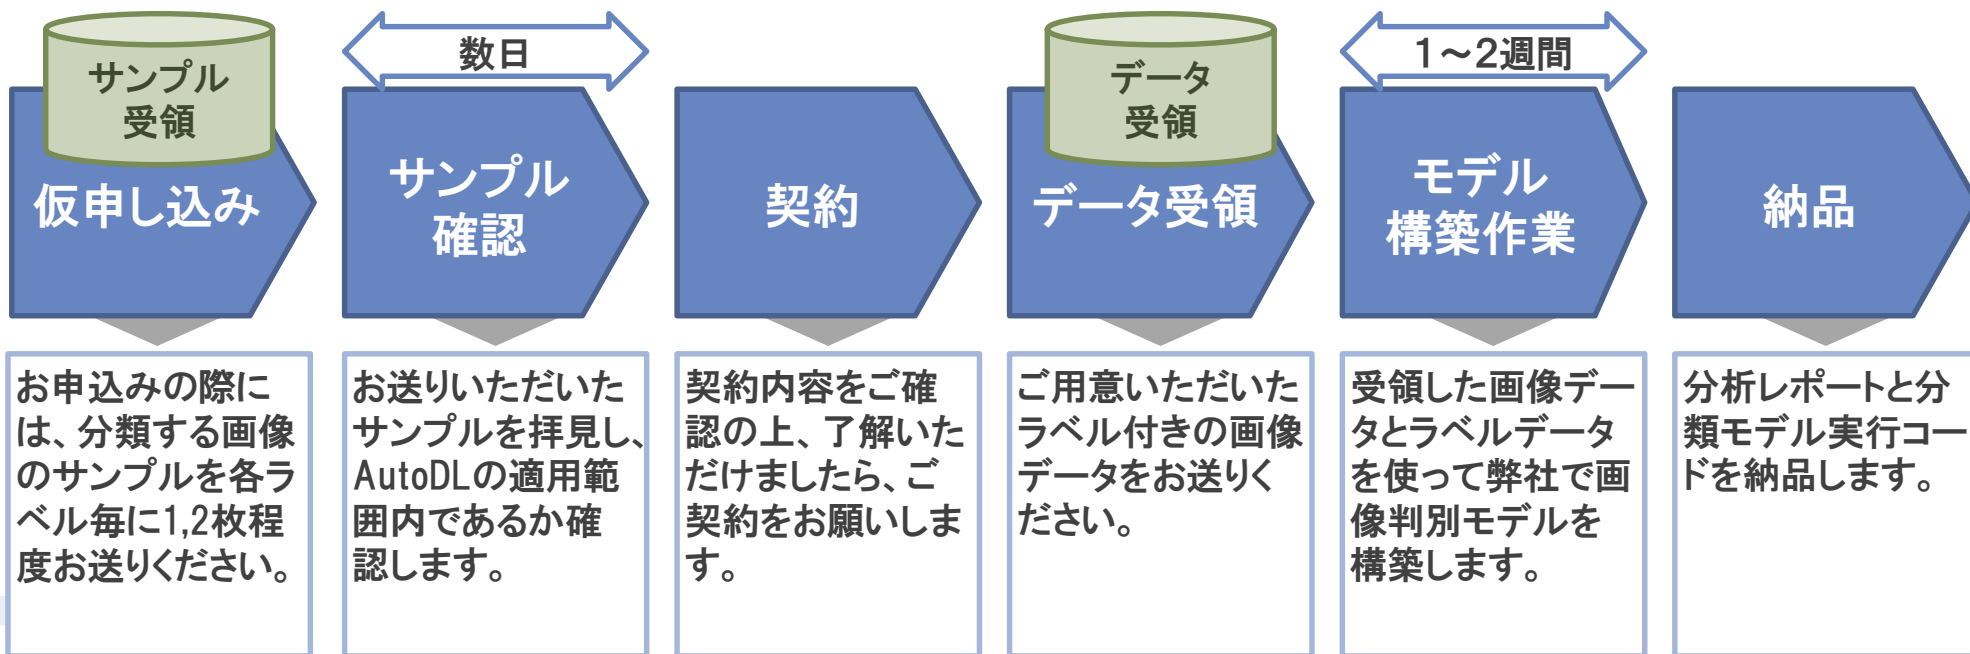 サンプル
受領
数日
データ
受領
1～2週間
仮申し込み
サンプル
確認
契約
データ受領
モデル
構築作業
納品
お申込みの際に
は、分類する画像
のサンプルを各ラ
ベル毎に1,2枚程
度お送りください。
お送りいただいた
サンプルを拝見し、
AutoDLの適用範
囲内であるか確
認します。
契約内容をご確
認の上、了解いた
だけましたら、ご
契約をお願いしま
す。
ご用意いただいた
ラベル付きの画像
データをお送りく
ださい。
受領した画像デー
タとラベルデータ
を使って弊社で画
像判別モデルを
構築します。
分析レポートと分
類モデル実行コー
ドを納品します。